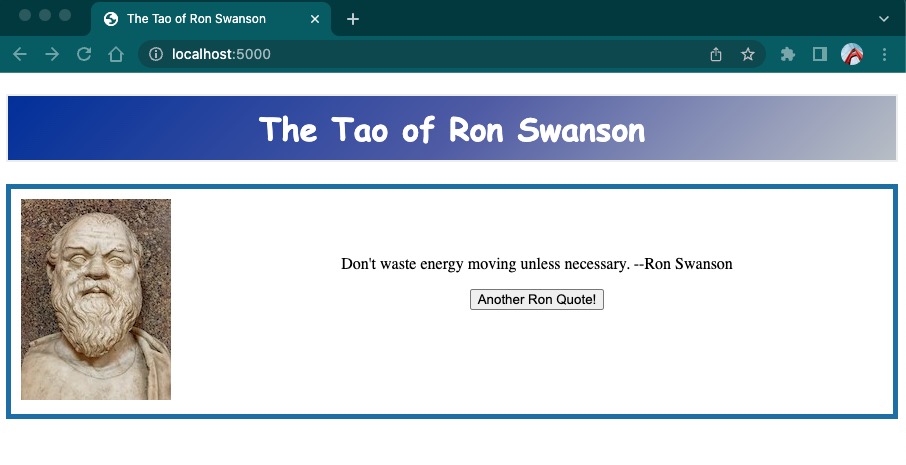 The Tao of Ron Swanson
localhost:5000
The Tao of Ron Swanson
Don't waste energy moving unless necessary. --Ron Swanson
Another Ron Quote!